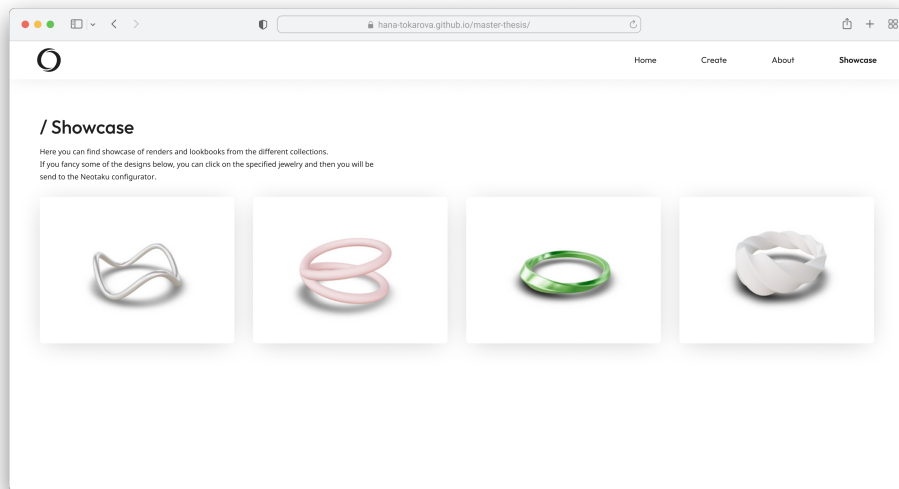 hana-tokarova.github.io/master-thesis/
Home
Create
About
Showcase
/ Showcase
Here you can find showcase of renders and lookbooks from the different collections.
If you fancy some of the designs below, you can click on the specified jewelry and then you will be
send to the Neotaku configurator.